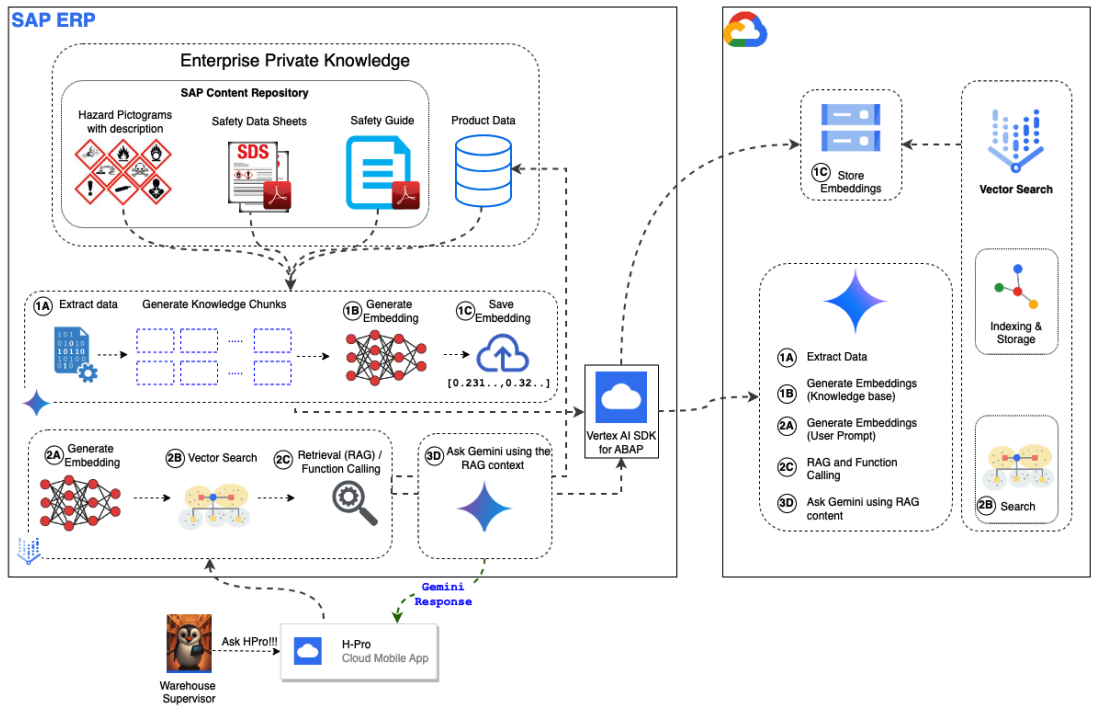 SAP ERP
Enterprise Private Knowledge
SAP Content Repository
Hazard Pictograms
with description
Safety Data Sheets
Safety Guide
Product Data
SDS
1A
Extract data
Generate Knowledge Chunks
1B
Generate
Embedding
1C
Save
Embedding
101
01010
10110
10100
010
.....
.....
[0.231..,0.32..]
2A
Generate
Embedding
2B
Vector Search
2C
Retrieval (RAG) /
Function Calling
3D
Ask Gemini using the
RAG context
Vertex AI SDK
for ABAP
Gemini
Response
Ask HPro!!!
H-Pro
Cloud Mobile App
Warehouse
Supervisor
1C
Store
Embeddings
Vector Search
Indexing &
Storage
2B
Search
1A
Extract Data
1B
Generate Embeddings
(Knowledge base)
2A
Generate Embeddings
(User Prompt)
2C
RAG and Function
Calling
3D
Ask Gemini using RAG
content